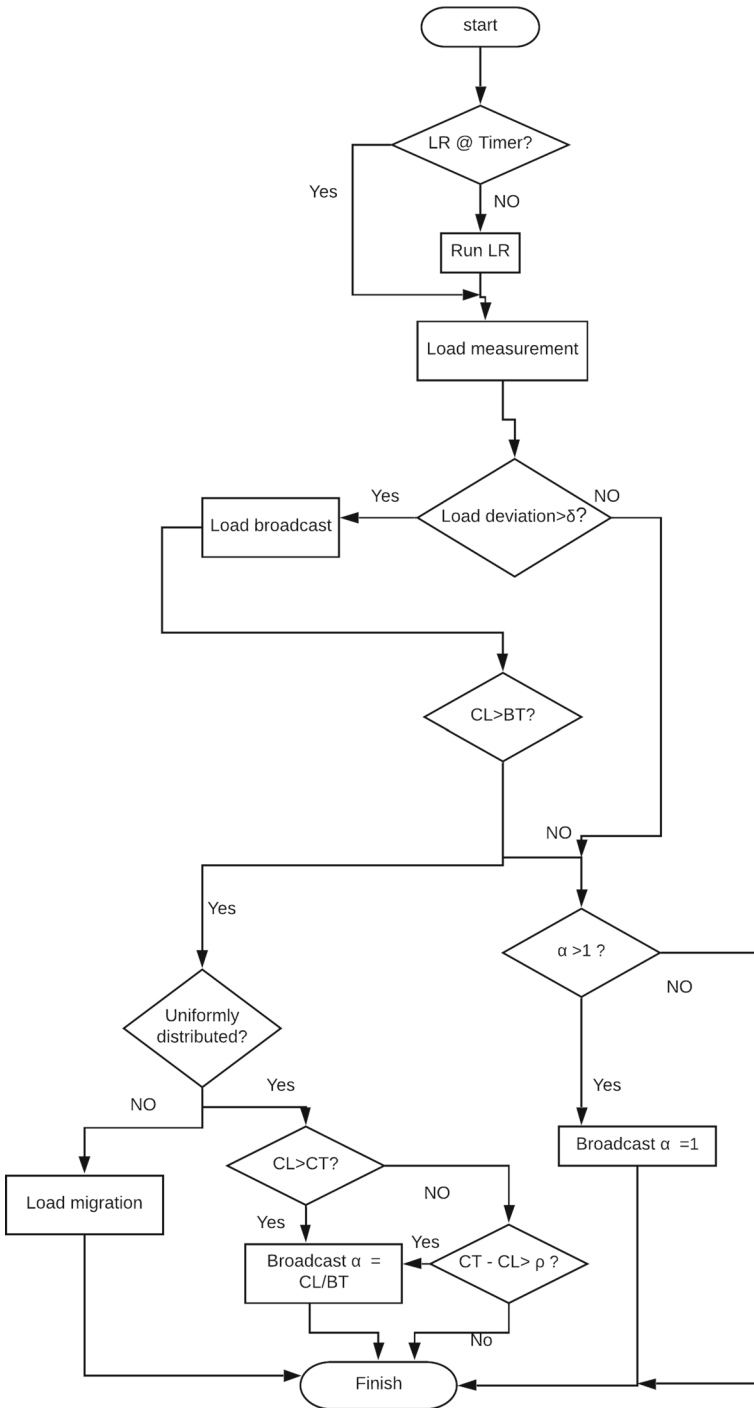 start
LR @ Timer?
Yes
NO
Run LR
Load measurement
Yes
NO
Load broadcast
Load deviation>δ?
CL>BT?
NO
Yes
α >1 ?
NO
Uniformly
distributed?
Yes
Yes
NO
Broadcast α  =1
CL>CT?
NO
Load migration
Yes
Yes
Broadcast α  =
CL/BT
CT - CL> ρ ?
No
Finish